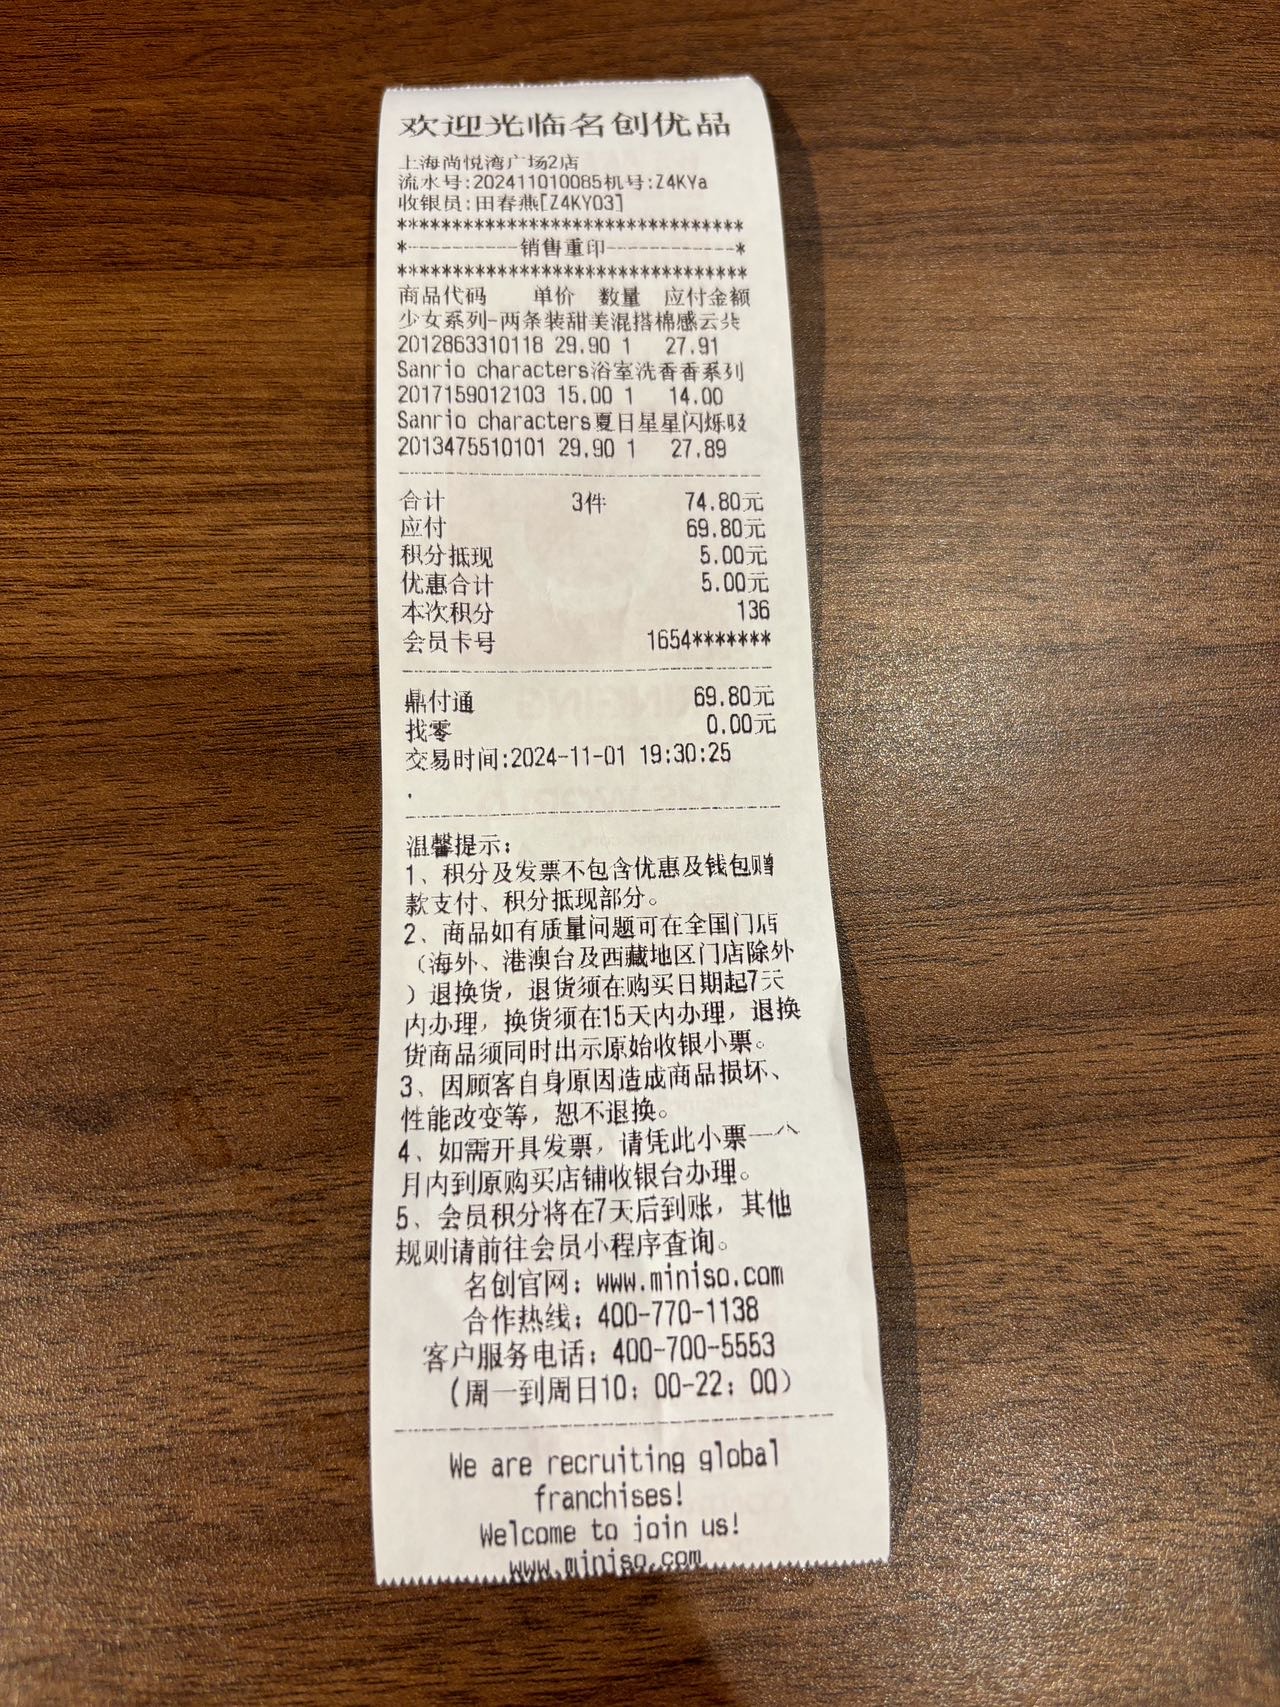 欢迎光临名创优品
上海尚悦湾广场2店
流水号:202411010085机号:Z4KYa
收银员:田春燕[Z4KY03]
*******************************
*------------销售重印------------*
*******************************
商品代码 单价 数量 应付金额
少女系列-两条装甜美混搭棉感云
2012863310118 29.90 1 27.91
Sanrio characters浴室洗香香系列
2017159012103 15.00 1 14.00
Sanrio characters夏日星星闪烁吸
2013475510101 29.90 1 27.89
合计 3件 74.80元
应付 69.80元
积分抵现 5.00元
优惠合计 5.00元
本次积分 136
会员卡号 1654*******
鼎付通 69.80元
找零 0.00元
交易时间:2024-11-01 19:30:25
.
温馨提示:
1、积分及发票不包含优惠及钱包赠
款支付、积分抵现部分。
2、商品如有质量问题可在全国门店
（海外、港澳台及西藏地区门店除外
）退换货，退货须在购买日期起7天
内办理，换货须在15天内办理，退换
货商品须同时出示原始收银小票。
3、因顾客自身原因造成商品损坏、
性能改变等，恕不退换。
4、如需开具发票，请凭此小票一个
月内到原购买店铺收银台办理。
5、会员积分将在7天后到账，其他
规则请前往会员小程序查询。
名创官网：www.miniso.com
合作热线：400-770-1138
客户服务电话：400-700-5553
(周一到周日10：00-22：00)
We are recruiting global
franchises!
Welcome to join us!
www.miniso.com